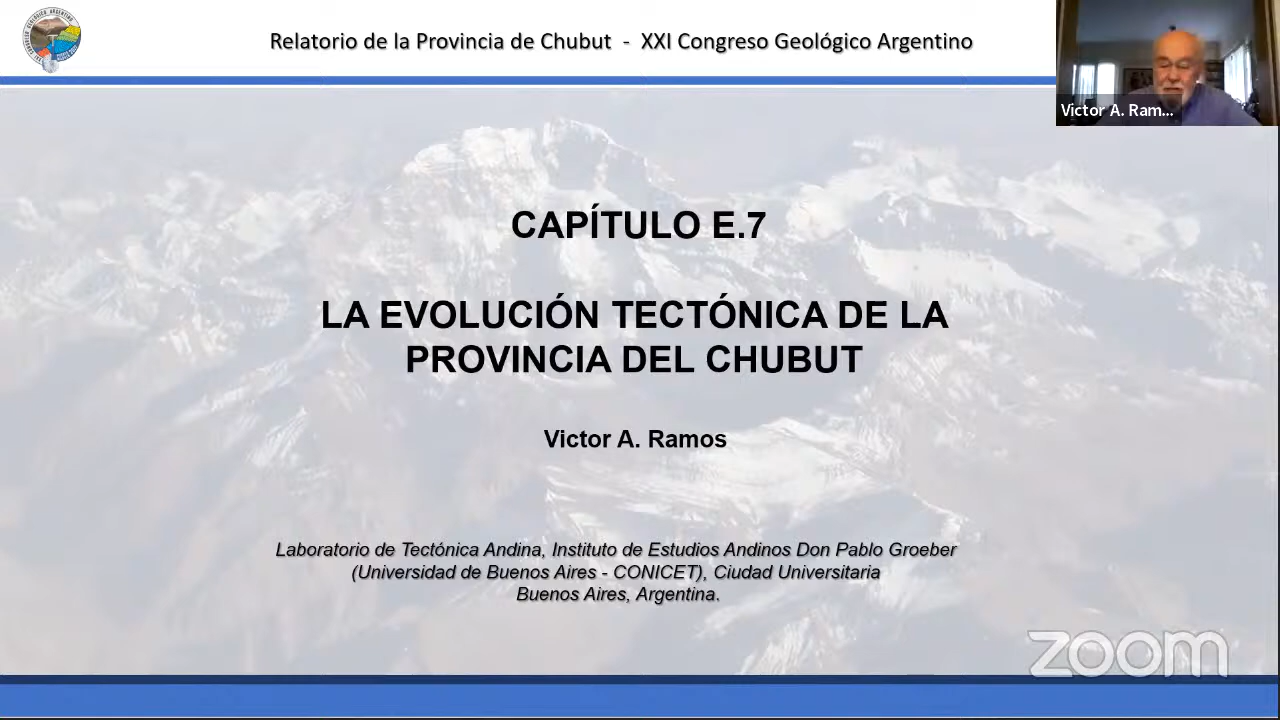 Relatorio de la Provincia de Chubut - XXI Congreso Geológico Argentino
Victor A. Ram...
CAPÍTULO E.7
LA EVOLUCIÓN TECTÓNICA DE LA
PROVINCIA DEL CHUBUT
Victor A. Ramos
Laboratorio de Tectónica Andina, Instituto de Estudios Andinos Don Pablo Groeber
(Universidad de Buenos Aires - CONICET), Ciudad Universitaria
Buenos Aires, Argentina.
zoom